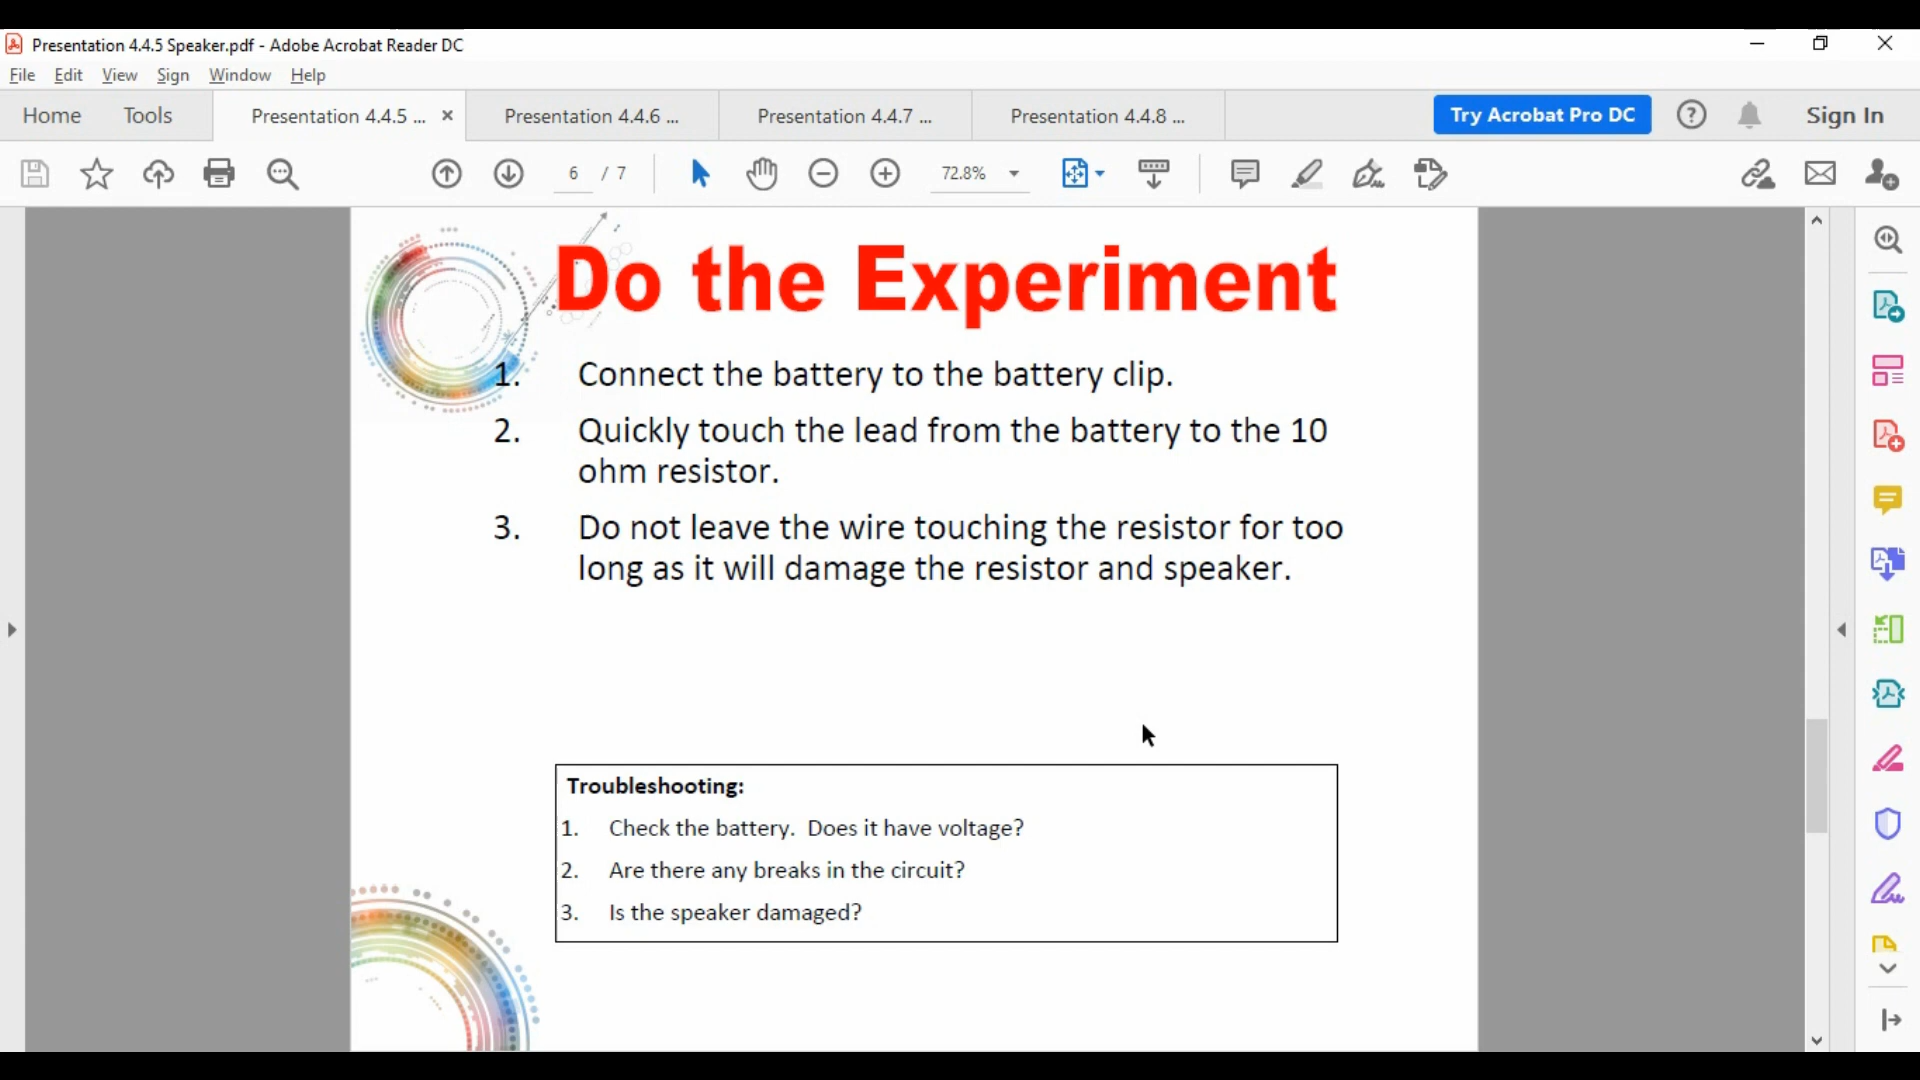 Presentation 4.4.5 Speaker.pdf - Adobe Acrobat Reader DC
File Edit View Sign Window Help
Home Tools Presentation 4.4.5 ... × Presentation 4.4.6 ... Presentation 4.4.7 ... Presentation 4.4.8 ... Try Acrobat Pro DC Sign In
6 / 7 72.8%
Do the Experiment
1. Connect the battery to the battery clip.
2. Quickly touch the lead from the battery to the 10
ohm resistor.
3. Do not leave the wire touching the resistor for too
long as it will damage the resistor and speaker.
Troubleshooting:
1. Check the battery. Does it have voltage?
2. Are there any breaks in the circuit?
3. Is the speaker damaged?